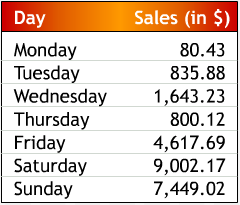 Day Sales (in $)
Monday 80.43
Tuesday 835.88
Wednesday 1,643.23
Thursday 800.12
Friday 4,617.69
Saturday 9,002.17
Sunday 7,449.02